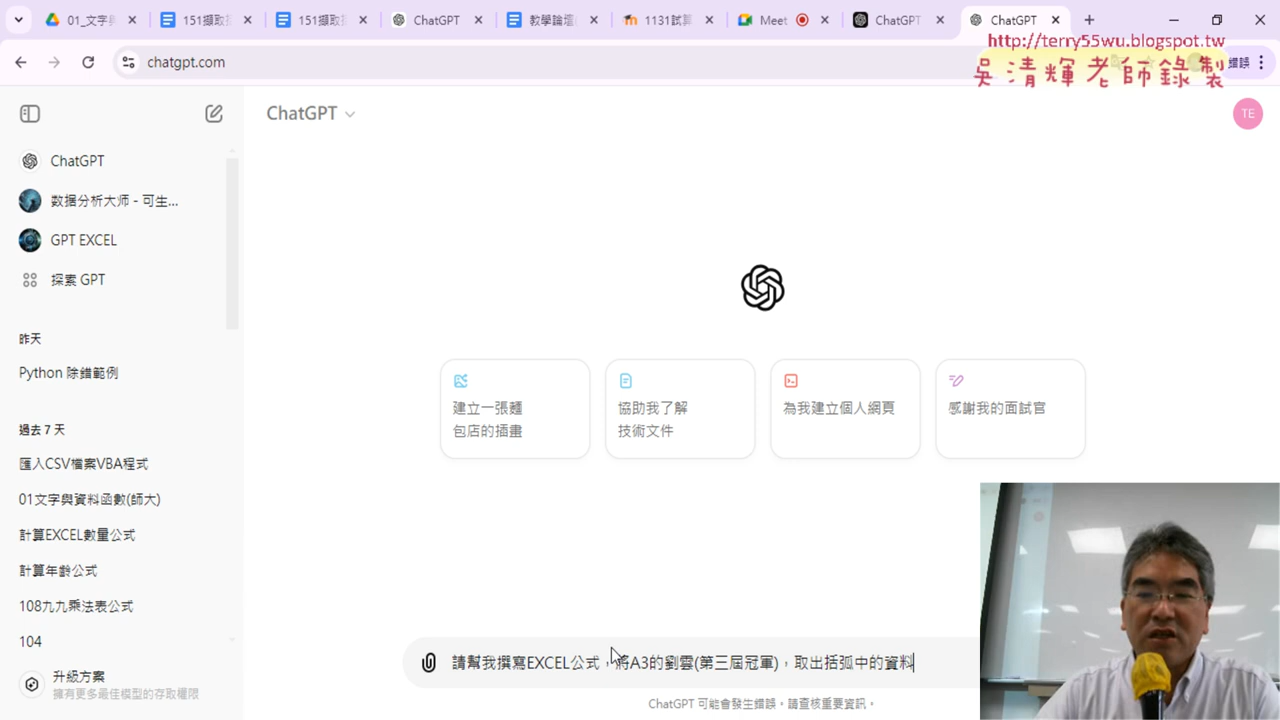 01_文字與
151擷取
151擷取
ChatGPT
教學論壇
1131試算
Meet
ChatGPT
ChatGPT
http://terry55wu.blogspot.tw
chatgpt.com
錯誤
吳清輝老師錄製
ChatGPT
TE
ChatGPT
数据分析大师 - 可生...
GPT EXCEL
探索 GPT
昨天
Python 除錯範例
過去 7 天
匯入CSV檔案VBA程式
01文字與資料函數(師大)
計算EXCEL數量公式
計算年齡公式
108九九乘法表公式
104
升級方案
擁有更多最佳模型的存取權限
建立一張麵
包店的插畫
協助我了解
技術文件
為我建立個人網頁
感謝我的面試官
請幫我撰寫EXCEL公式，將A3的劉雲(第三屆冠軍)，取出括弧中的資料
ChatGPT 可能會發生錯誤。請查核重要資訊。